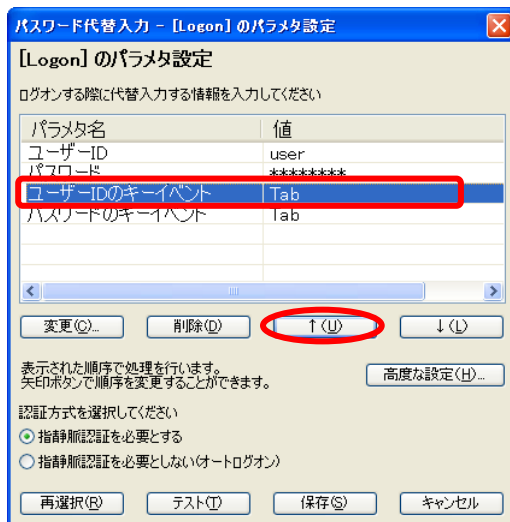 パスワード代替入力 - [Logon] のパラメタ設定
[Logon] のパラメタ設定
ログオンする際に代替入力する情報を入力してください
パラメタ名 値
ユーザーID user
パスワード ********
ユーザーIDのキーイベント Tab
パスワードのキーイベント Tab
変更(C)... 削除(D) ↑(U) ↓(L)
表示された順序で処理を行います。
矢印ボタンで順序を変更することができます。
高度な設定(H)...
認証方式を選択してください
指静脈認証を必要とする
指静脈認証を必要としない(オートログオン)
再選択(R) テスト(T) 保存(S) キャンセル